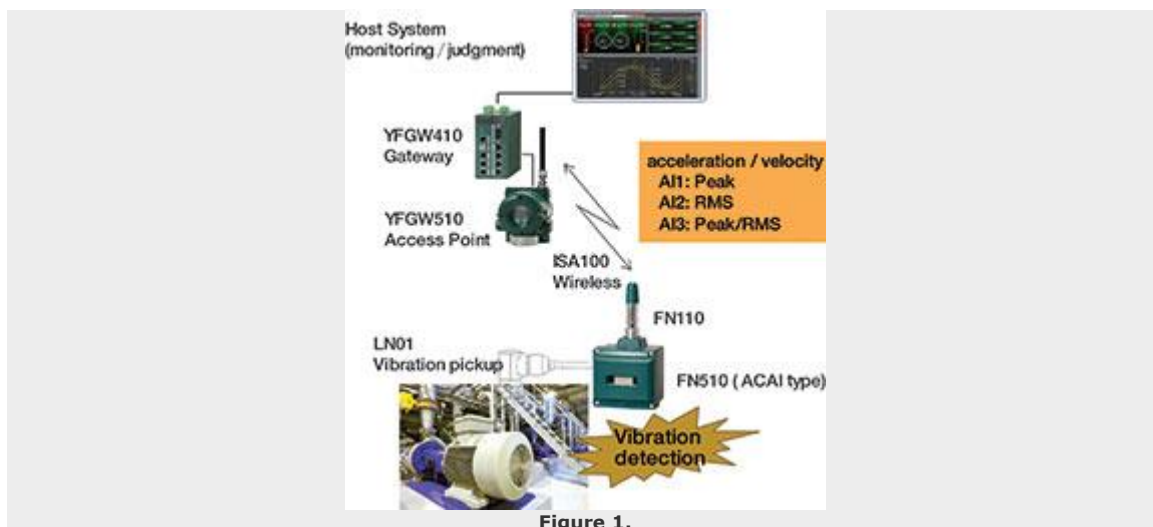 Host System
(monitoring / judgment)
YFGW410
Gateway
acceleration / velocity
AI1: Peak
AI2: RMS
AI3: Peak/RMS
YFGW510
Access Point
ISA100
Wireless
FN110
LN01
Vibration pickup
FN510 ( ACAI type)
Vibration
detection
Figure 1.